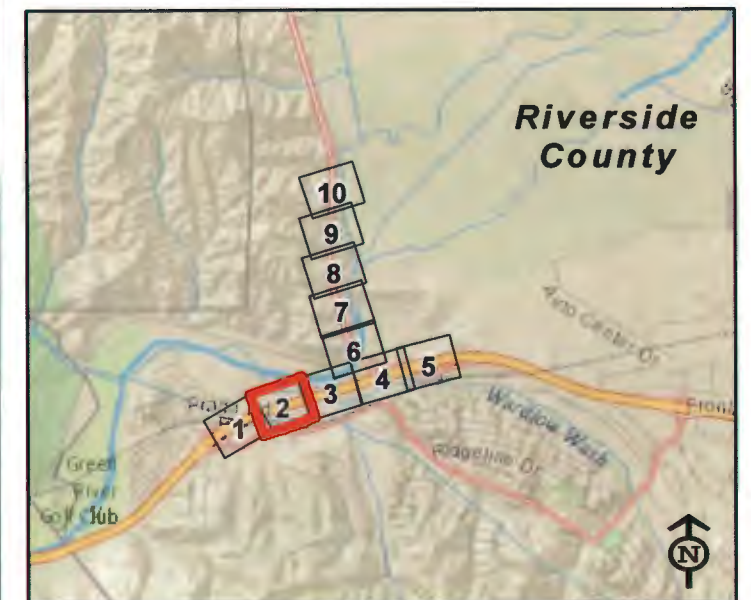 Riverside
County
10
9
8
7
6
5
4
3
2
1
Auto Center Dr
Wardlow Wash
Ridgeline Dr
Green
River
Golf Club
N